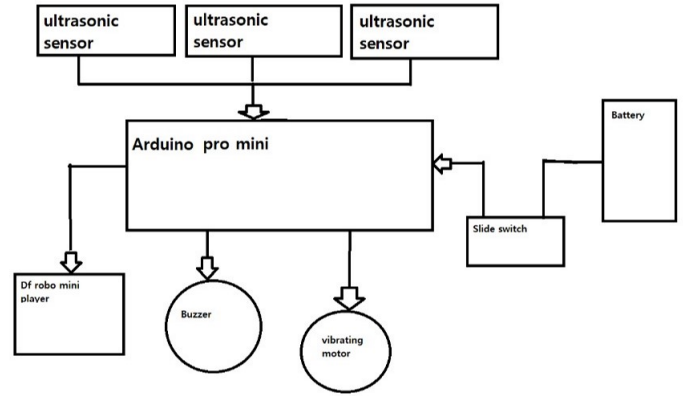 ultrasonic
sensor
ultrasonic
sensor
ultrasonic
sensor
Arduino pro mini
Battery
Slide switch
Df robo mini
player
Buzzer
vibrating
motor